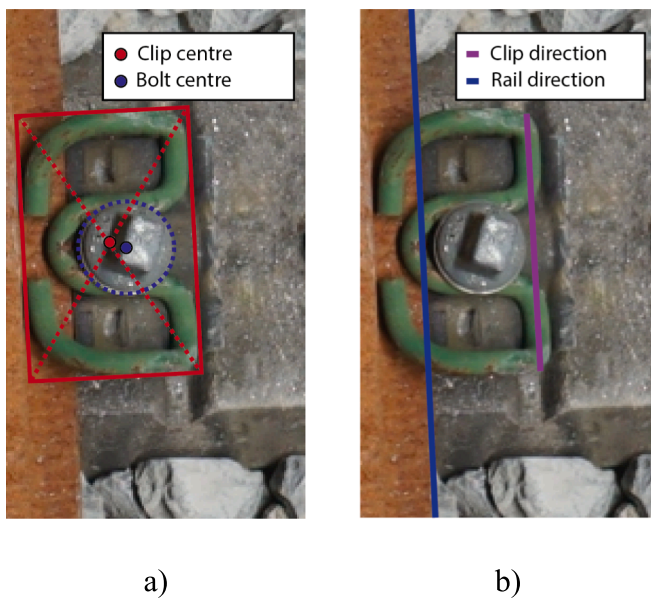 Clip centre
Bolt centre
Clip direction
Rail direction
a)
b)